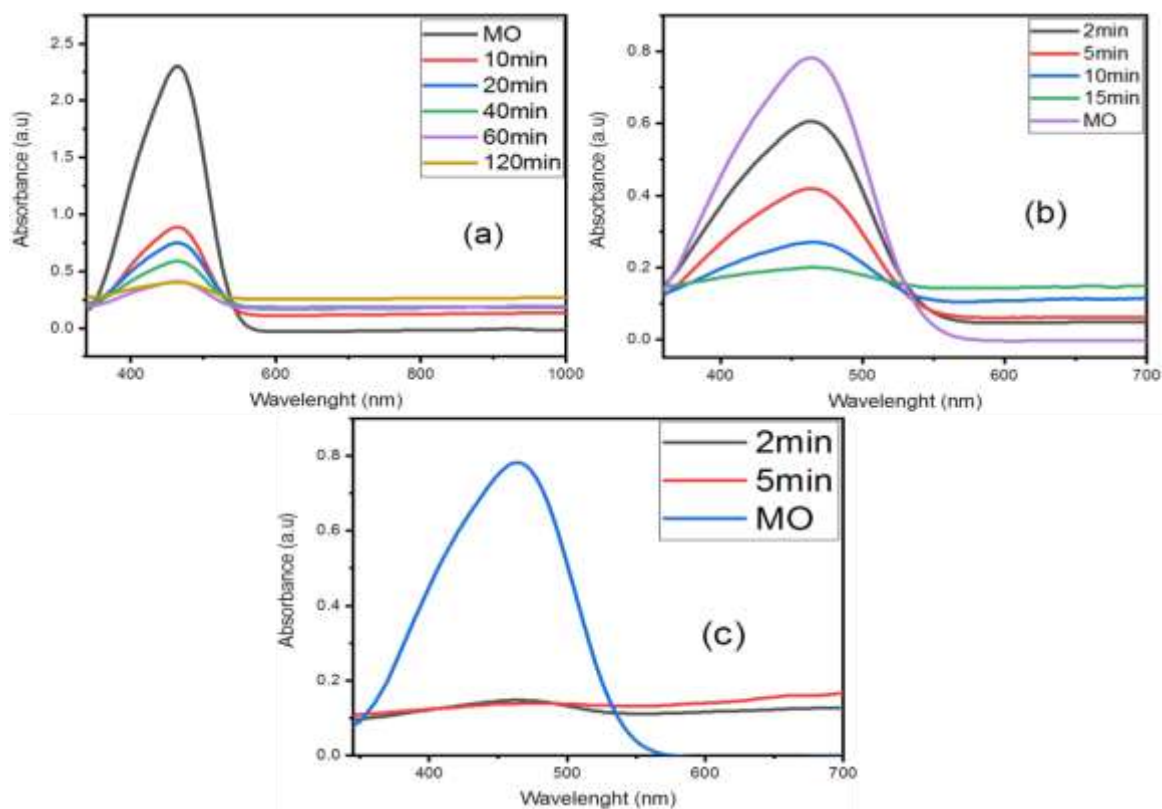 MO
10min
20min
40min
60min
120min
2.5
2.0
1.5
1.0
0.5
0.0
Absorbance (a.u)
(a)
400
600
800
1000
Wavelenght (nm)
2min
5min
10min
15min
MO
0.8
0.6
0.4
0.2
0.0
Absorbance (a.u)
(b)
400
500
600
700
Wavelenght (nm)
2min
5min
MO
0.8
0.6
0.4
0.2
0.0
Absorbance (a.u)
(c)
400
500
600
700
Wavelenght (nm)